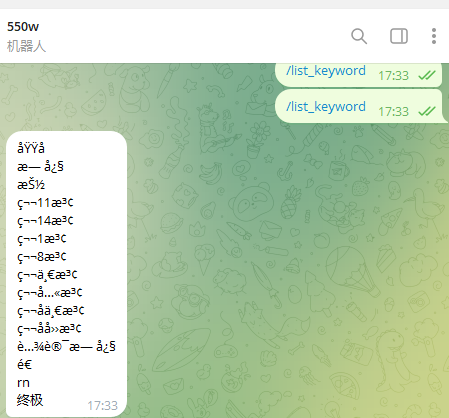 550w
机器人
/list_keyword 17:33
/list_keyword 17:33
åŸŸå
æ— å¿§
æŠ½
ç¬¬11æ³¢
ç¬¬14æ³¢
ç¬¬1æ³¢
ç¬¬8æ³¢
ç¬¬ä¸€æ³¢
ç¬¬å…«æ³¢
ç¬¬åä¸€æ³¢
ç¬¬åå››æ³¢
è…¾è®¯æ— å¿§
é€
rn
终极
17:33